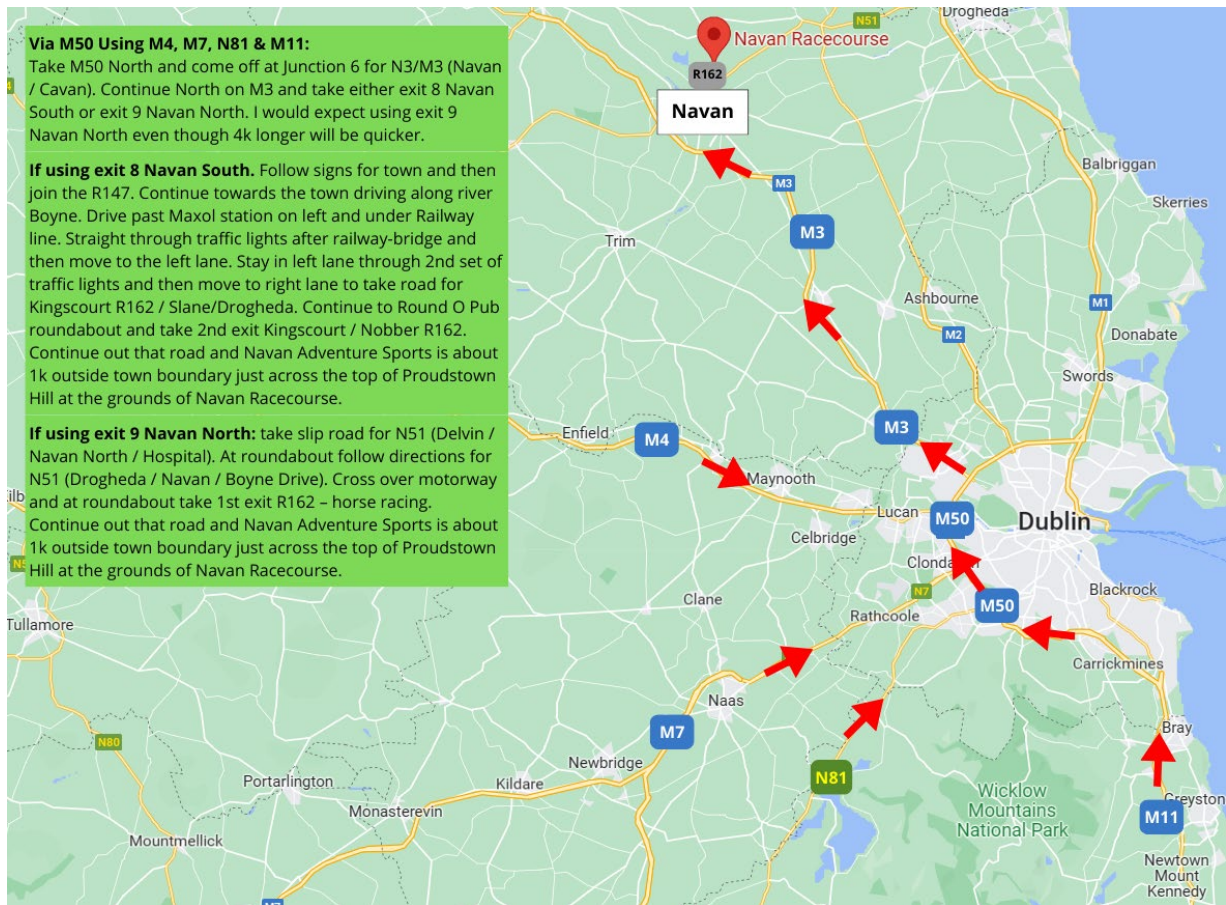 Via M50 Using M4, M7, N81 & M11:
Take M50 North and come off at Junction 6 for N3/M3 (Navan
/ Cavan). Continue North on M3 and take either exit 8 Navan
South or exit 9 Navan North. I would expect using exit 9
Navan North even though 4k longer will be quicker.
If using exit 8 Navan South. Follow signs for town and then
join the R147. Continue towards the town driving along river
Boyne. Drive past Maxol station on left and under Railway
line. Straight through traffic lights after railway-bridge and
then move to the left lane. Stay in left lane through 2nd set of
traffic lights and then move to right lane to take road for
Kingscourt R162 / Slane/Drogheda. Continue to Round O Pub
roundabout and take 2nd exit Kingscourt / Nobber R162.
Continue out that road and Navan Adventure Sports is about
1k outside town boundary just across the top of Proudstown
Hill at the grounds of Navan Racecourse.
If using exit 9 Navan North: take slip road for N51 (Delvin /
Navan North / Hospital). At roundabout follow directions for
N51 (Drogheda / Navan / Boyne Drive). Cross over motorway
and at roundabout take 1st exit R162 – horse racing.
Continue out that road and Navan Adventure Sports is about
1k outside town boundary just across the top of Proudstown
Hill at the grounds of Navan Racecourse.
N51
Drogheda
Navan Racecourse
R162
Navan
Balbriggan
M3
Skerries
M3
Trim
Ashbourne
M1
M2
Donabate
Swords
M3
Enfield
M4
Maynooth
Lucan
M50
Dublin
Celbridge
N7
Blackrock
Clane
M50
Rathcoole
Tullamore
Carrickmines
Naas
Bray
M7
N80
Newbridge
N81
Kildare
Portarlington
Wicklow
Mountains
National Park
Greyston
Monasterevin
M11
Mountmellick
Newtown
Mount
Kennedy
M7